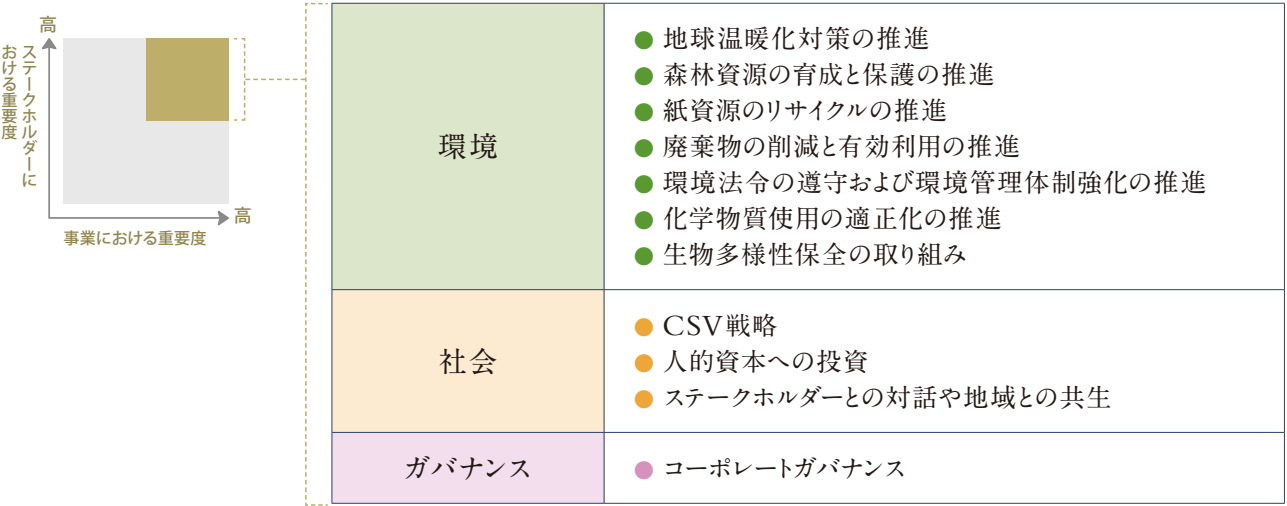 高
ステークホルダーに
おける重要度
高
事業における重要度
環境
地球温暖化対策の推進
森林資源の育成と保護の推進
紙資源のリサイクルの推進
廃棄物の削減と有効利用の推進
環境法令の遵守および環境管理体制強化の推進
化学物質使用の適正化の推進
生物多様性保全の取り組み
社会
CSV戦略
人的資本への投資
ステークホルダーとの対話や地域との共生
ガバナンス
コーポレートガバナンス